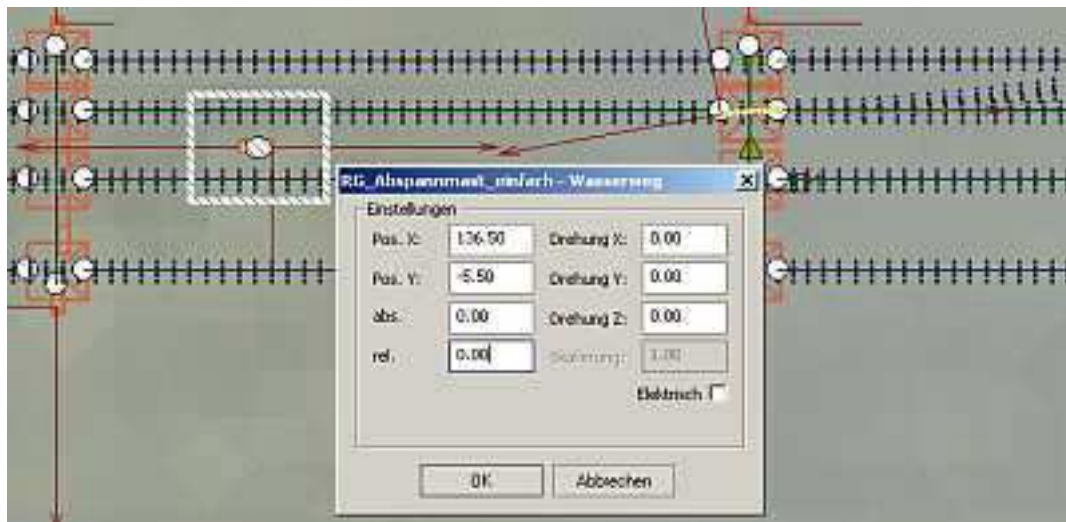 RG_Abspannmast_einfach - Wasserweg
Einstellungen
Pos. X: 136.50 Drehung X: 0.00
Pos. Y: -5.50 Drehung Y: 0.00
abs. 0.00 Drehung Z: 0.00
rel. 0.00 Skalierung: 1.00
Elektrisch
OK Abbrechen